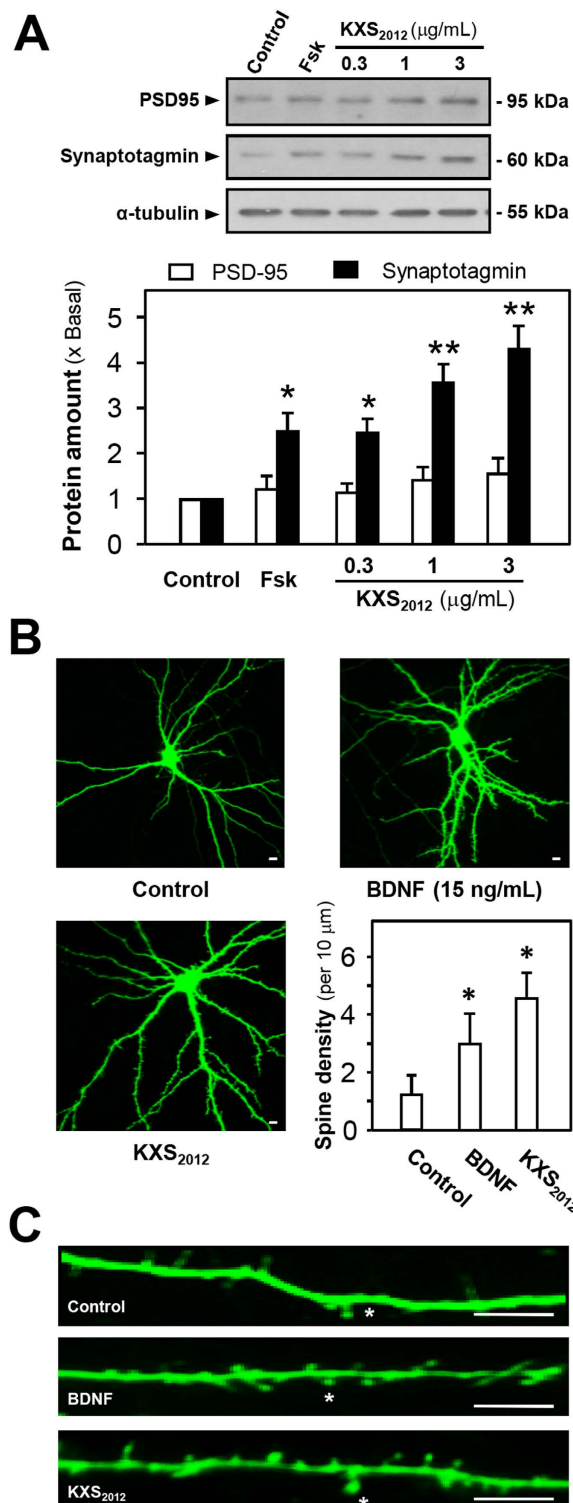 A
Control Fsk KXS2012 (μg/mL)
0.3 1 3
PSD95 - 95 kDa
Synaptotagmin - 60 kDa
α-tubulin - 55 kDa
PSD-95 Synaptotagmin
Protein amount (x Basal)
5
4
3
2
1
0
* * ** **
Control Fsk 0.3 1 3
KXS2012 (μg/mL)
B
Control BDNF (15 ng/mL)
KXS2012
Spine density (per 10 μm)
6
4
2
0
* *
Control BDNF KXS2012
C
Control *
BDNF *
KXS2012 *